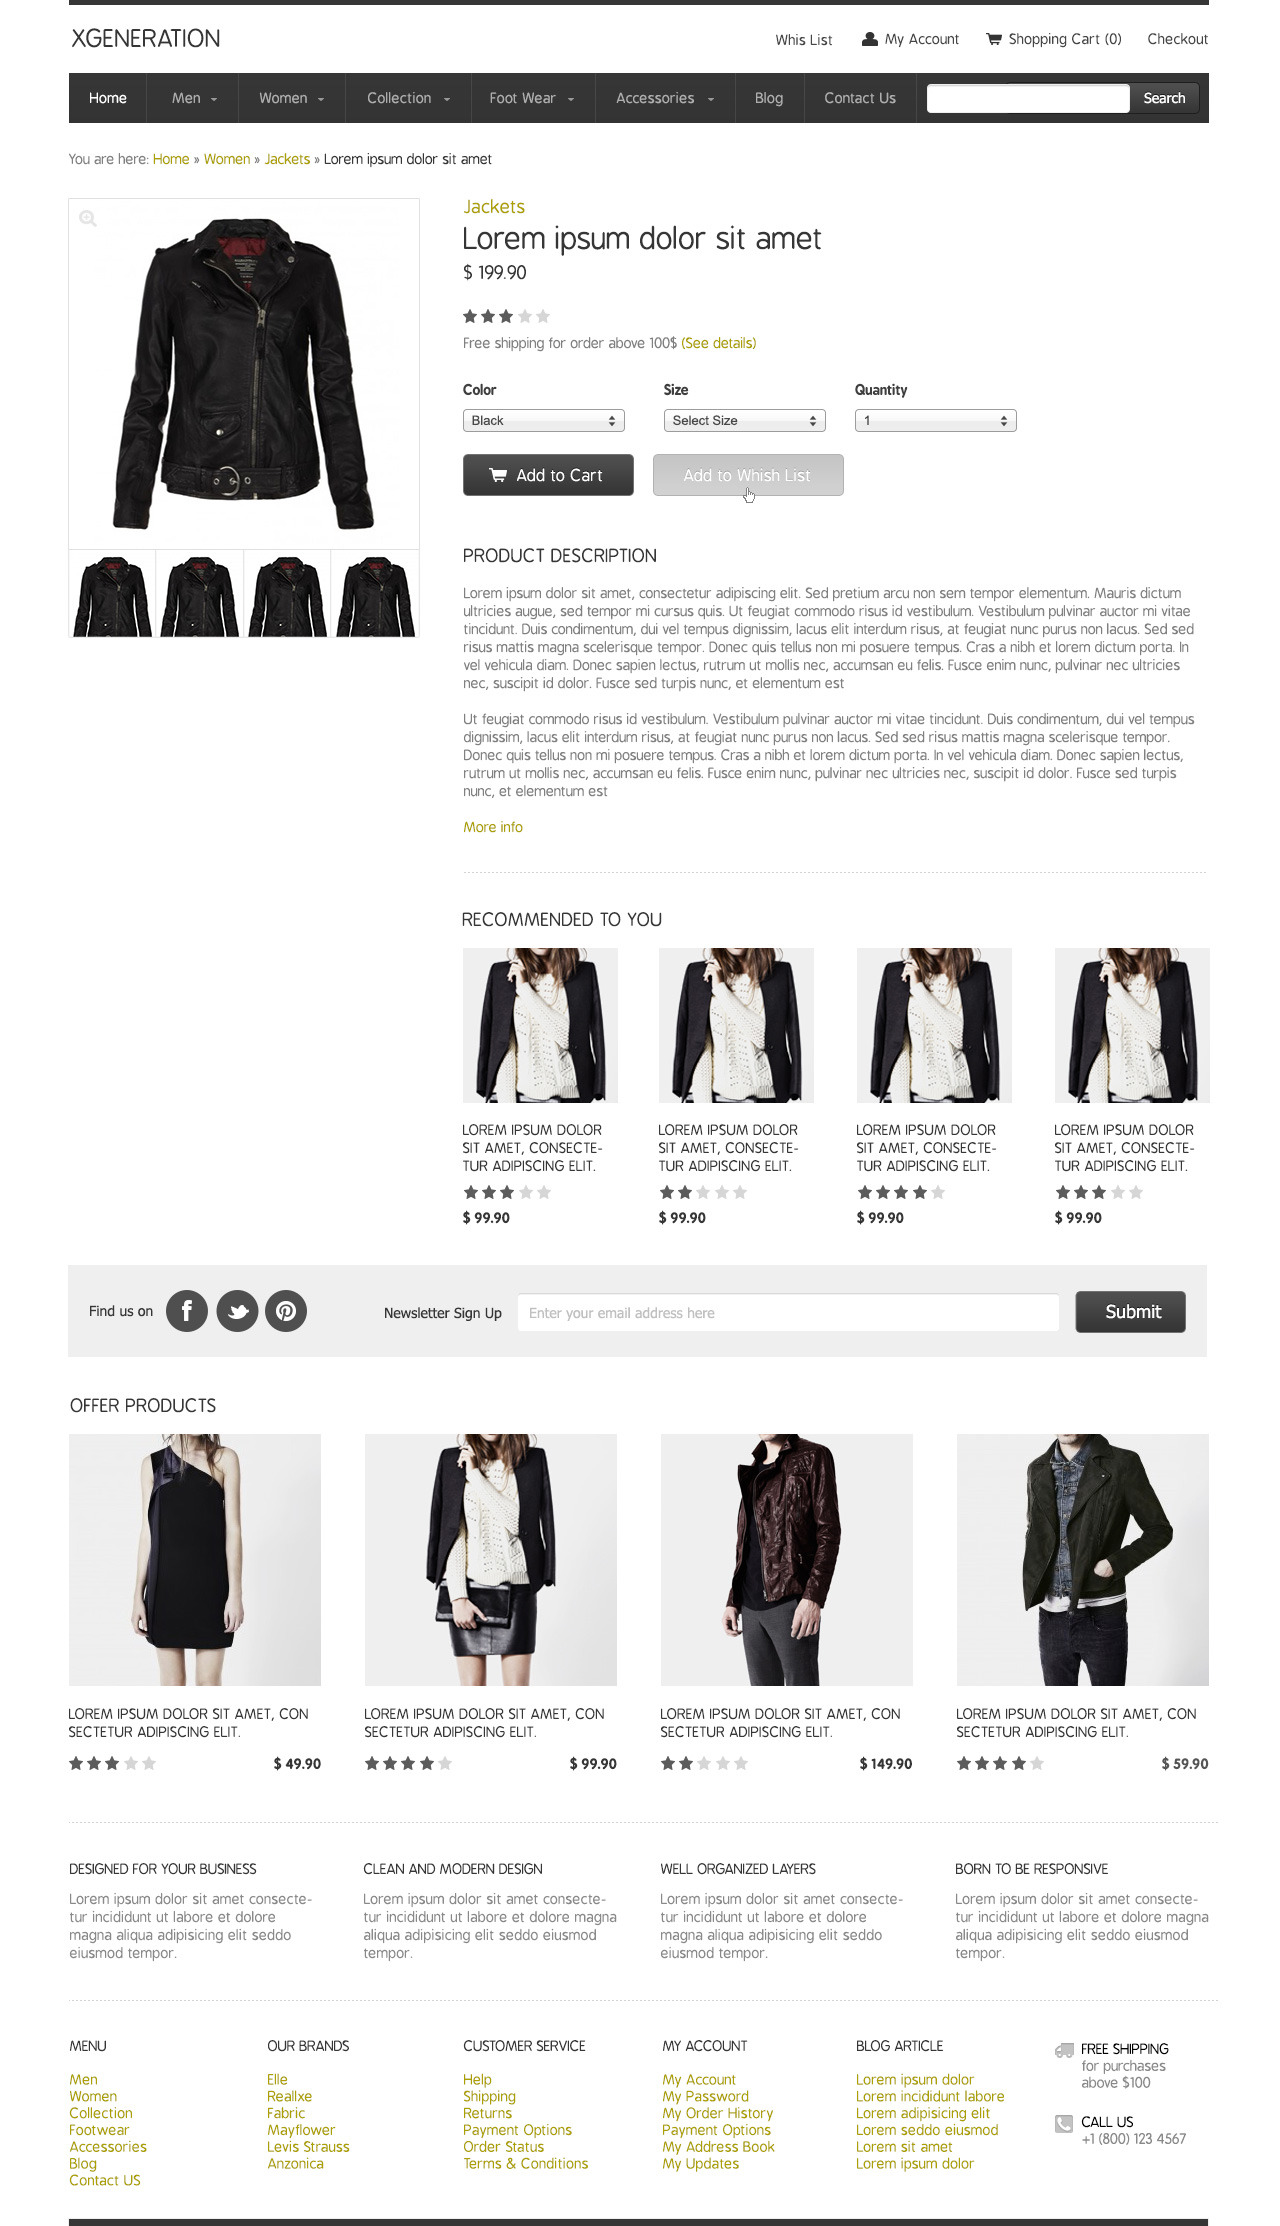 XGENERATION
Whis List
My Account
Shopping Cart (0)
Checkout
Home
Men
Women
Collection
Foot Wear
Accessories
Blog
Contact Us
Search
You are here: Home » Women » Jackets » Lorem ipsum dolor sit amet
Jackets
Lorem ipsum dolor sit amet
$ 199.90
Free shipping for order above 100$ (See details)
Color
Size
Quantity
Black
Select Size
1
Add to Cart
Add to Whish List
PRODUCT DESCRIPTION
Lorem ipsum dolor sit amet, consectetur adipiscing elit. Sed pretium arcu non sem tempor elementum. Mauris dictum
ultricies augue, sed tempor mi cursus quis. Ut feugiat commodo risus id vestibulum. Vestibulum pulvinar auctor mi vitae
tincidunt. Duis condimentum, dui vel tempus dignissim, lacus elit interdum risus, at feugiat nunc purus non lacus. Sed sed
risus mattis magna scelerisque tempor. Donec quis tellus non mi posuere tempus. Cras a nibh et lorem dictum porta. In
vel vehicula diam. Donec sapien lectus, rutrum ut mollis nec, accumsan eu felis. Fusce enim nunc, pulvinar nec ultricies
nec, suscipit id dolor. Fusce sed turpis nunc, et elementum est
Ut feugiat commodo risus id vestibulum. Vestibulum pulvinar auctor mi vitae tincidunt. Duis condimentum, dui vel tempus
dignissim, lacus elit interdum risus, at feugiat nunc purus non lacus. Sed sed risus mattis magna scelerisque tempor.
Donec quis tellus non mi posuere tempus. Cras a nibh et lorem dictum porta. In vel vehicula diam. Donec sapien lectus,
rutrum ut mollis nec, accumsan eu felis. Fusce enim nunc, pulvinar nec ultricies nec, suscipit id dolor. Fusce sed turpis
nunc, et elementum est
More info
RECOMMENDED TO YOU
LOREM IPSUM DOLOR
SIT AMET, CONSECTE-
TUR ADIPISCING ELIT.
$ 99.90
LOREM IPSUM DOLOR
SIT AMET, CONSECTE-
TUR ADIPISCING ELIT.
$ 99.90
LOREM IPSUM DOLOR
SIT AMET, CONSECTE-
TUR ADIPISCING ELIT.
$ 99.90
LOREM IPSUM DOLOR
SIT AMET, CONSECTE-
TUR ADIPISCING ELIT.
$ 99.90
Find us on
Newsletter Sign Up
Enter your email address here
Submit
OFFER PRODUCTS
LOREM IPSUM DOLOR SIT AMET, CON
SECTETUR ADIPISCING ELIT.
$ 49.90
LOREM IPSUM DOLOR SIT AMET, CON
SECTETUR ADIPISCING ELIT.
$ 99.90
LOREM IPSUM DOLOR SIT AMET, CON
SECTETUR ADIPISCING ELIT.
$ 149.90
LOREM IPSUM DOLOR SIT AMET, CON
SECTETUR ADIPISCING ELIT.
$ 59.90
DESIGNED FOR YOUR BUSINESS
Lorem ipsum dolor sit amet consecte-
tur incididunt ut labore et dolore
magna aliqua adipisicing elit seddo
eiusmod tempor.
CLEAN AND MODERN DESIGN
Lorem ipsum dolor sit amet consecte-
tur incididunt ut labore et dolore magna
aliqua adipisicing elit seddo eiusmod
tempor.
WELL ORGANIZED LAYERS
Lorem ipsum dolor sit amet consecte-
tur incididunt ut labore et dolore
magna aliqua adipisicing elit seddo
eiusmod tempor.
BORN TO BE RESPONSIVE
Lorem ipsum dolor sit amet consecte-
tur incididunt ut labore et dolore magna
aliqua adipisicing elit seddo eiusmod
tempor.
MENU
Men
Women
Collection
Footwear
Accessories
Blog
Contact US
OUR BRANDS
Elle
Reallxe
Fabric
Mayflower
Levis Strauss
Anzonica
CUSTOMER SERVICE
Help
Shipping
Returns
Payment Options
Order Status
Terms & Conditions
MY ACCOUNT
My Account
My Password
My Order History
Payment Options
My Address Book
My Updates
BLOG ARTICLE
Lorem ipsum dolor
Lorem incididunt labore
Lorem adipisicing elit
Lorem seddo eiusmod
Lorem sit amet
Lorem ipsum dolor
FREE SHIPPING
for purchases
above $100
CALL US
+1 (800) 123 4567